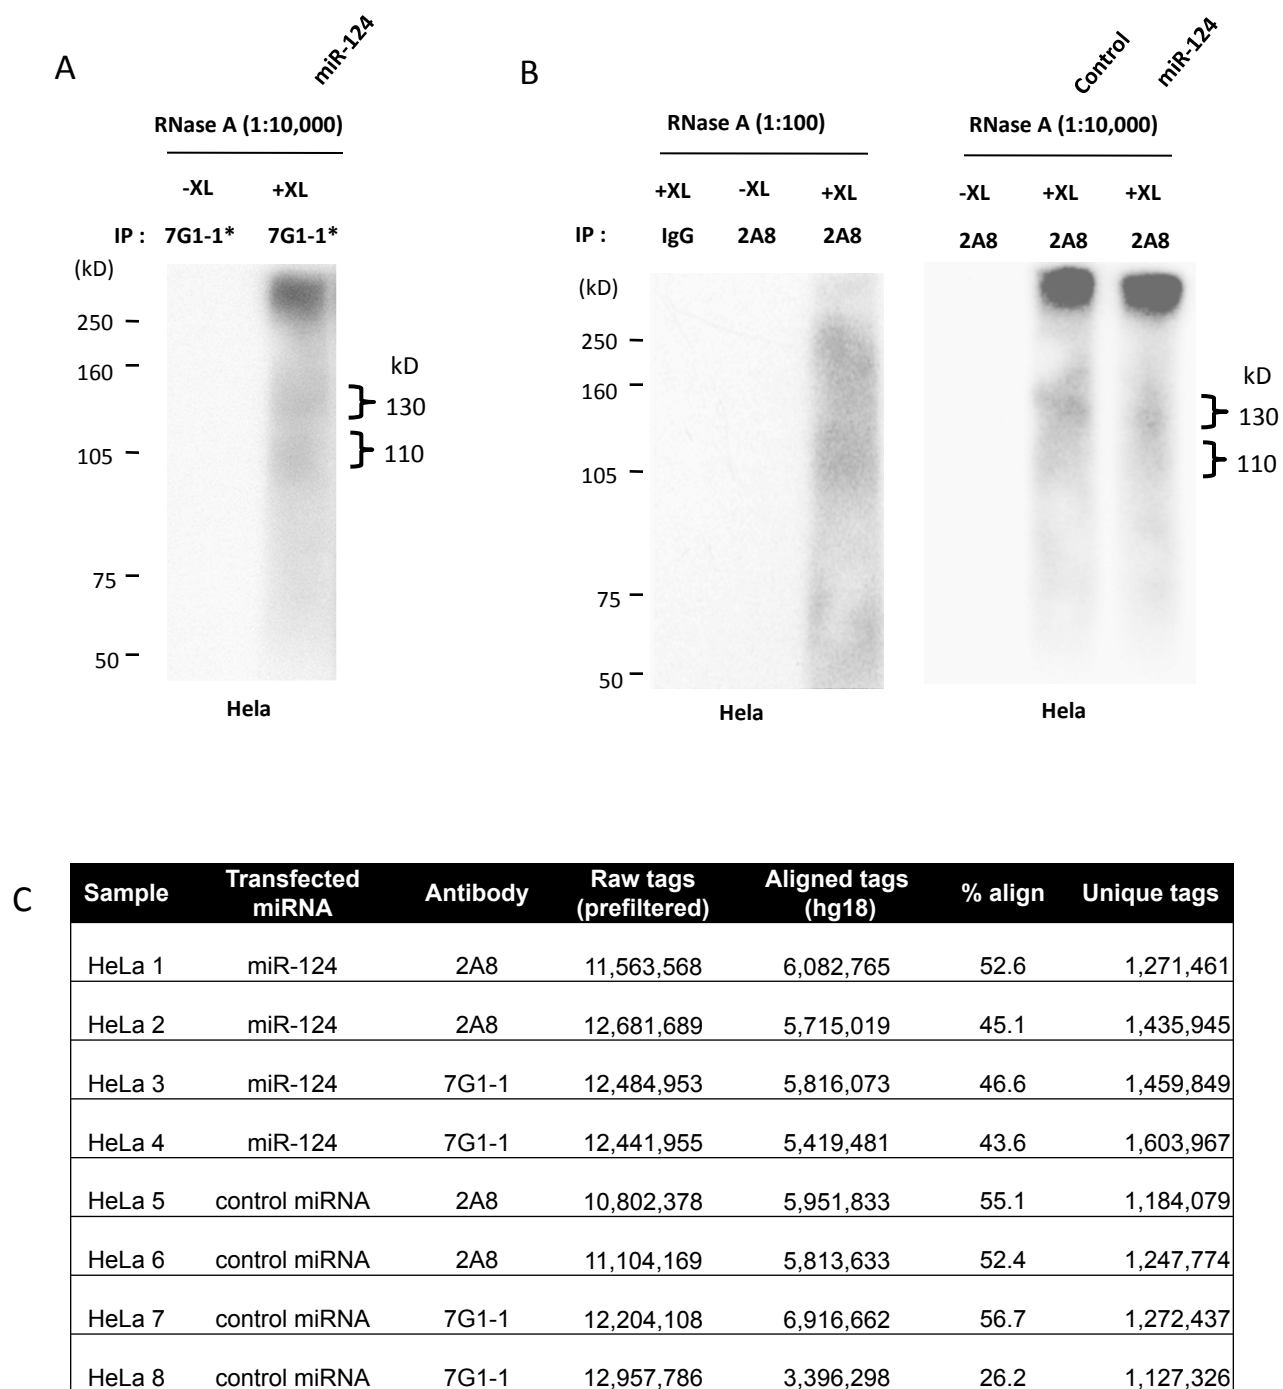 A
miR-124
RNase A (1:10,000)
-XL +XL
IP : 7G1-1* 7G1-1*
(kD)
250
160
105
75
50
kD
130
110
Hela
B
RNase A (1:100)
+XL -XL +XL
IP : IgG 2A8 2A8
(kD)
250
160
105
75
50
Hela
Control miR-124
RNase A (1:10,000)
-XL +XL +XL
2A8 2A8 2A8
kD
130
110
Hela
C
Sample Transfected miRNA Antibody Raw tags (prefiltered) Aligned tags (hg18) % align Unique tags
HeLa 1 miR-124 2A8 11,563,568 6,082,765 52.6 1,271,461
HeLa 2 miR-124 2A8 12,681,689 5,715,019 45.1 1,435,945
HeLa 3 miR-124 7G1-1 12,484,953 5,816,073 46.6 1,459,849
HeLa 4 miR-124 7G1-1 12,441,955 5,419,481 43.6 1,603,967
HeLa 5 control miRNA 2A8 10,802,378 5,951,833 55.1 1,184,079
HeLa 6 control miRNA 2A8 11,104,169 5,813,633 52.4 1,247,774
HeLa 7 control miRNA 7G1-1 12,204,108 6,916,662 56.7 1,272,437
HeLa 8 control miRNA 7G1-1 12,957,786 3,396,298 26.2 1,127,326